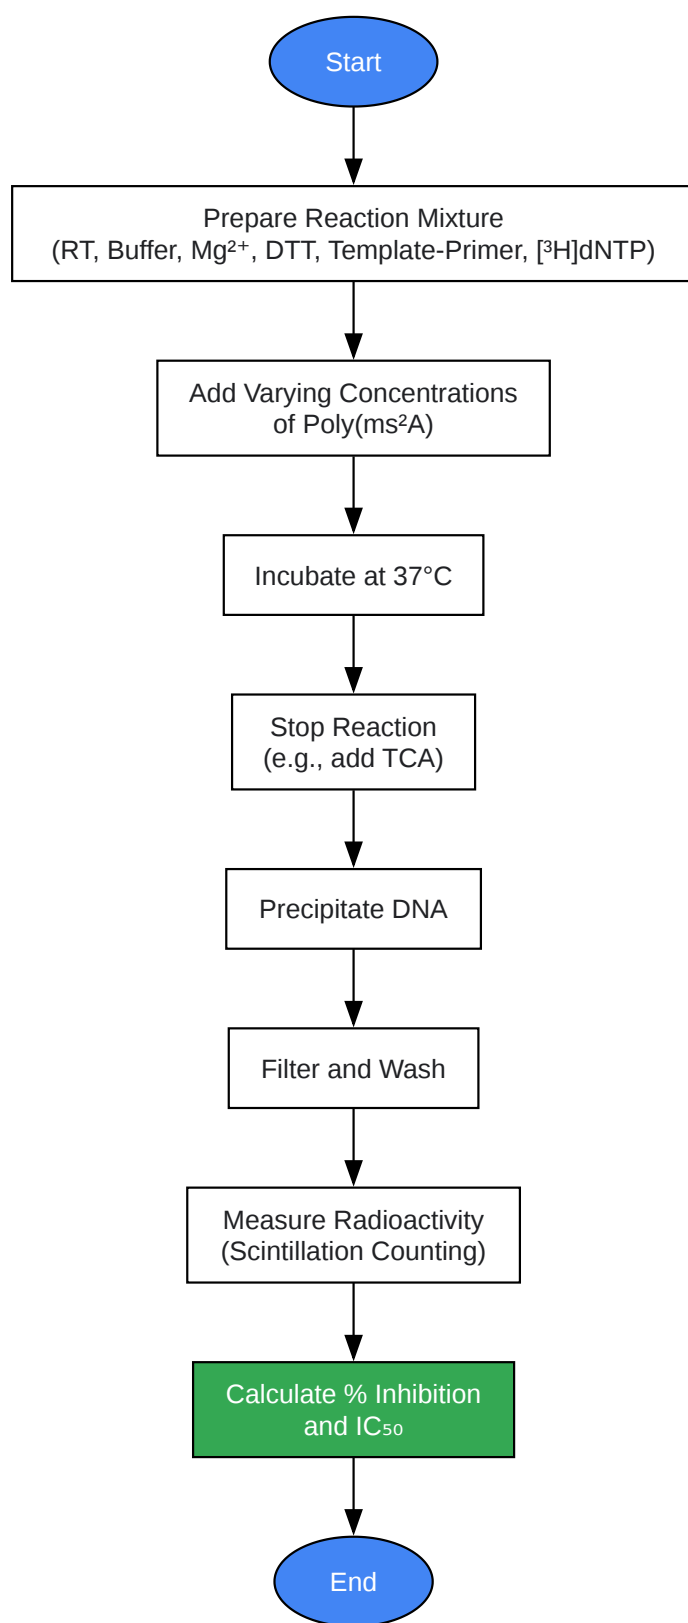 Start
Prepare Reaction Mixture
(RT, Buffer, Mg²⁺, DTT, Template-Primer, [³H]dNTP)
Add Varying Concentrations
of Poly(ms²A)
Incubate at 37°C
Stop Reaction
(e.g., add TCA)
Precipitate DNA
Filter and Wash
Measure Radioactivity
(Scintillation Counting)
Calculate % Inhibition
and IC₅₀
End